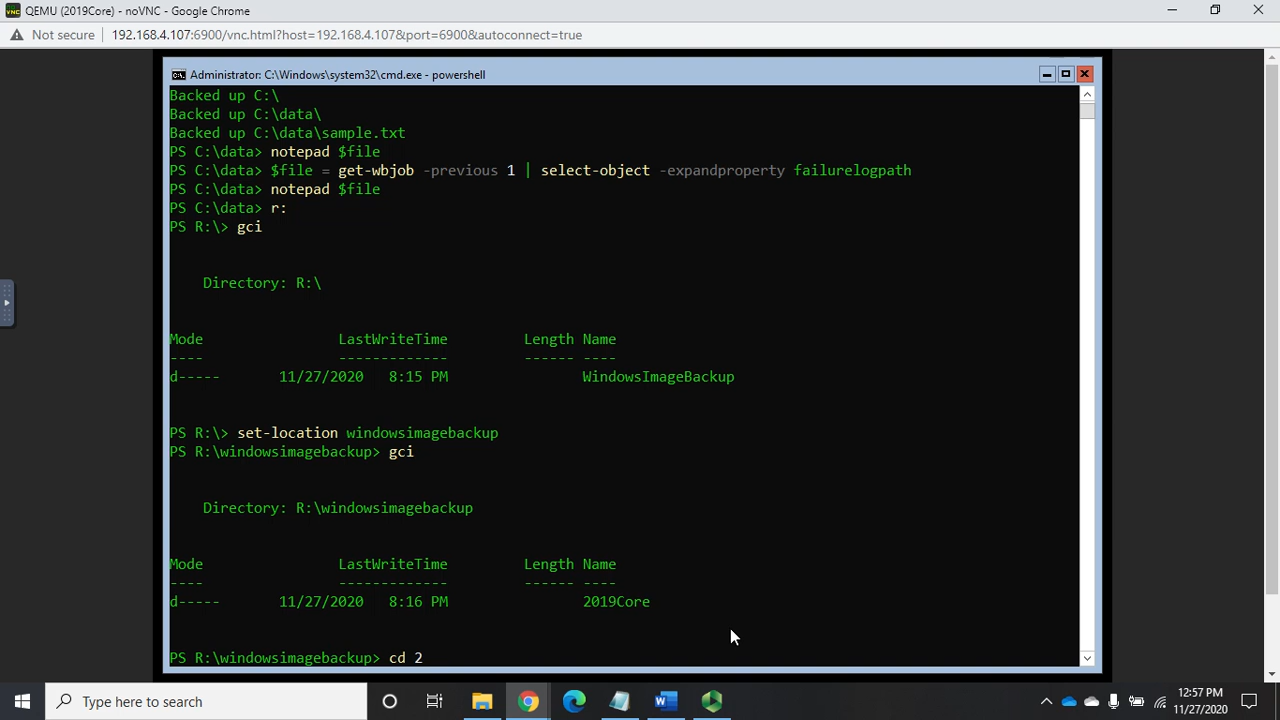 QEMU (2019Core) - noVNC - Google Chrome
Not secure 192.168.4.107:6900/vnc.html?host=192.168.4.107&port=6900&autoconnect=true
Administrator: C:\Windows\system32\cmd.exe - powershell
Backed up C:\
Backed up C:\data\
Backed up C:\data\sample.txt
PS C:\data> notepad $file
PS C:\data> $file = get-wbjob -previous 1 | select-object -expandproperty failurelogpath
PS C:\data> notepad $file
PS C:\data> r:
PS R:\> gci
Directory: R:\
Mode LastWriteTime Length Name
---- ------------- ------ ----
d----- 11/27/2020 8:15 PM WindowsImageBackup
PS R:\> set-location windowsimagebackup
PS R:\windowsimagebackup> gci
Directory: R:\windowsimagebackup
Mode LastWriteTime Length Name
---- ------------- ------ ----
d----- 11/27/2020 8:16 PM 2019Core
PS R:\windowsimagebackup> cd 2
Type here to search
12:57 PM
11/27/2020